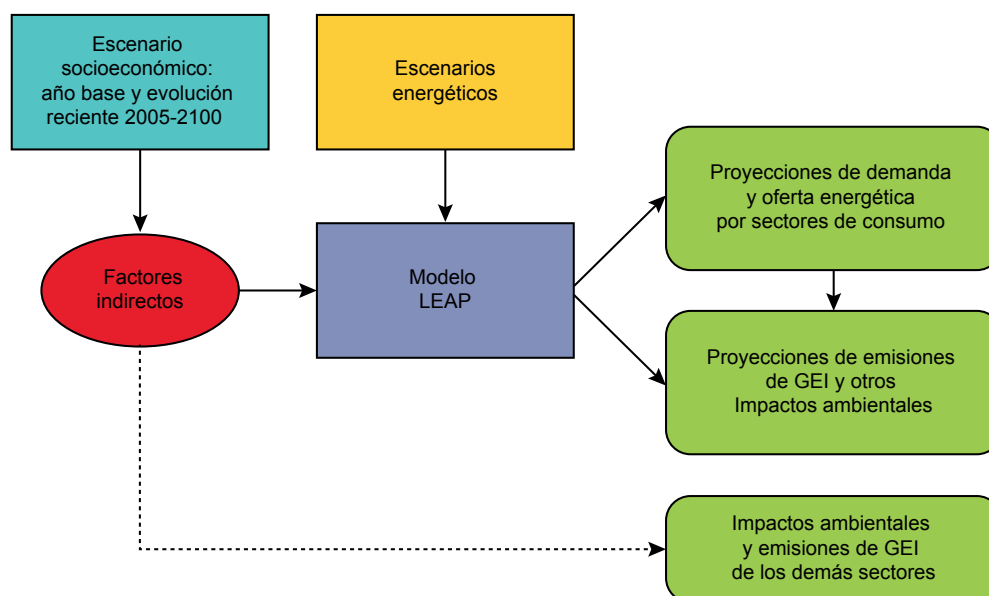 Escenario
socioeconómico:
año base y evolución
reciente 2005-2100
Escenarios
energéticos
Proyecciones de demanda
y oferta energética
por sectores de consumo
Factores
indirectos
Modelo
LEAP
Proyecciones de emisiones
de GEI y otros
Impactos ambientales
Impactos ambientales
y emisiones de GEI
de los demás sectores